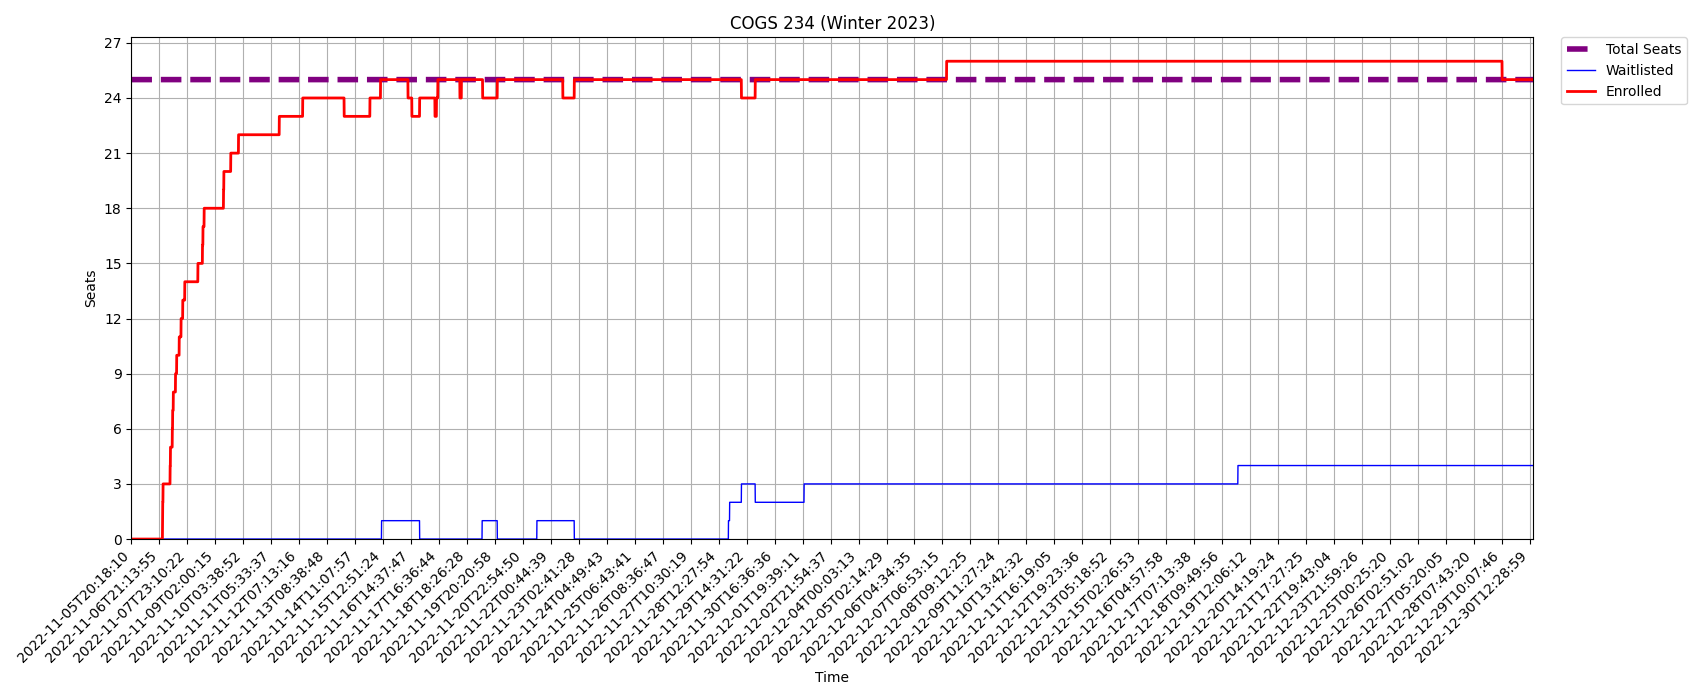 COGS 234 (Winter 2023)
Total Seats
Waitlisted
Enrolled
Seats
27
24
21
18
15
12
9
6
3
0
2022-11-05T20:18:10
2022-11-06T21:13:55
2022-11-07T23:10:22
2022-11-09T02:00:15
2022-11-10T03:38:52
2022-11-11T05:33:37
2022-11-12T07:13:16
2022-11-13T08:38:48
2022-11-14T11:07:57
2022-11-15T12:51:24
2022-11-16T14:37:47
2022-11-17T16:36:44
2022-11-18T18:26:28
2022-11-19T20:20:58
2022-11-20T22:54:50
2022-11-22T00:44:39
2022-11-23T02:41:28
2022-11-24T04:49:43
2022-11-25T06:43:41
2022-11-26T08:36:47
2022-11-27T10:30:19
2022-11-28T12:27:54
2022-11-29T14:31:22
2022-11-30T16:36:36
2022-12-01T19:39:11
2022-12-02T21:54:37
2022-12-04T00:03:13
2022-12-05T02:14:29
2022-12-06T04:34:35
2022-12-07T06:53:15
2022-12-08T09:12:25
2022-12-09T11:27:24
2022-12-10T13:42:32
2022-12-11T16:19:05
2022-12-12T19:23:36
2022-12-13T05:18:52
2022-12-15T02:26:53
2022-12-16T04:57:58
2022-12-17T07:13:38
2022-12-18T09:49:56
2022-12-19T12:06:12
2022-12-20T14:19:24
2022-12-21T17:27:25
2022-12-22T19:43:04
2022-12-23T21:59:26
2022-12-25T00:25:20
2022-12-26T02:51:02
2022-12-27T05:20:05
2022-12-28T07:43:20
2022-12-29T10:07:46
2022-12-30T12:28:59
Time